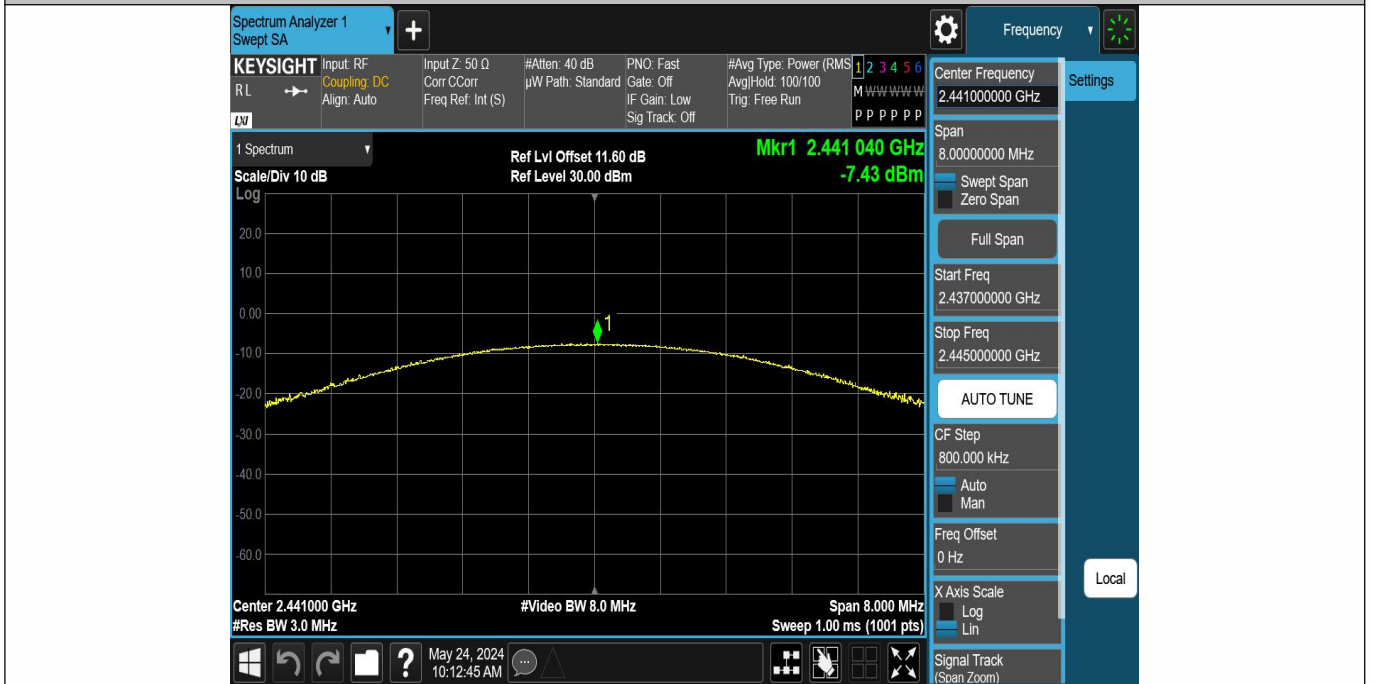 Spectrum Analyzer 1
Swept SA
Frequency
KEYSIGHT
R L
LXI
Input: RF
Coupling: DC
Align: Auto
Input Z: 50 Ω
Corr CCorr
Freq Ref: Int (S)
#Atten: 40 dB
µW Path: Standard
PNO: Fast
Gate: Off
IF Gain: Low
Sig Track: Off
#Avg Type: Power (RMS
Avg|Hold: 100/100
Trig: Free Run
1 2 3 4 5 6
M W W W W W
P P P P P P
1 Spectrum
Scale/Div 10 dB
Log
Ref Lvl Offset 11.60 dB
Ref Level 30.00 dBm
Mkr1 2.441 040 GHz
-7.43 dBm
20.0
10.0
0.00
-10.0
-20.0
-30.0
-40.0
-50.0
-60.0
1
Center 2.441000 GHz
#Res BW 3.0 MHz
#Video BW 8.0 MHz
Span 8.000 MHz
Sweep 1.00 ms (1001 pts)
Center Frequency
2.441000000 GHz
Settings
Span
8.00000000 MHz
Swept Span
Zero Span
Full Span
Start Freq
2.437000000 GHz
Stop Freq
2.445000000 GHz
AUTO TUNE
CF Step
800.000 kHz
Auto
Man
Freq Offset
0 Hz
X Axis Scale
Log
Lin
Local
Signal Track
(Span Zoom)
?
May 24, 2024
10:12:45 AM